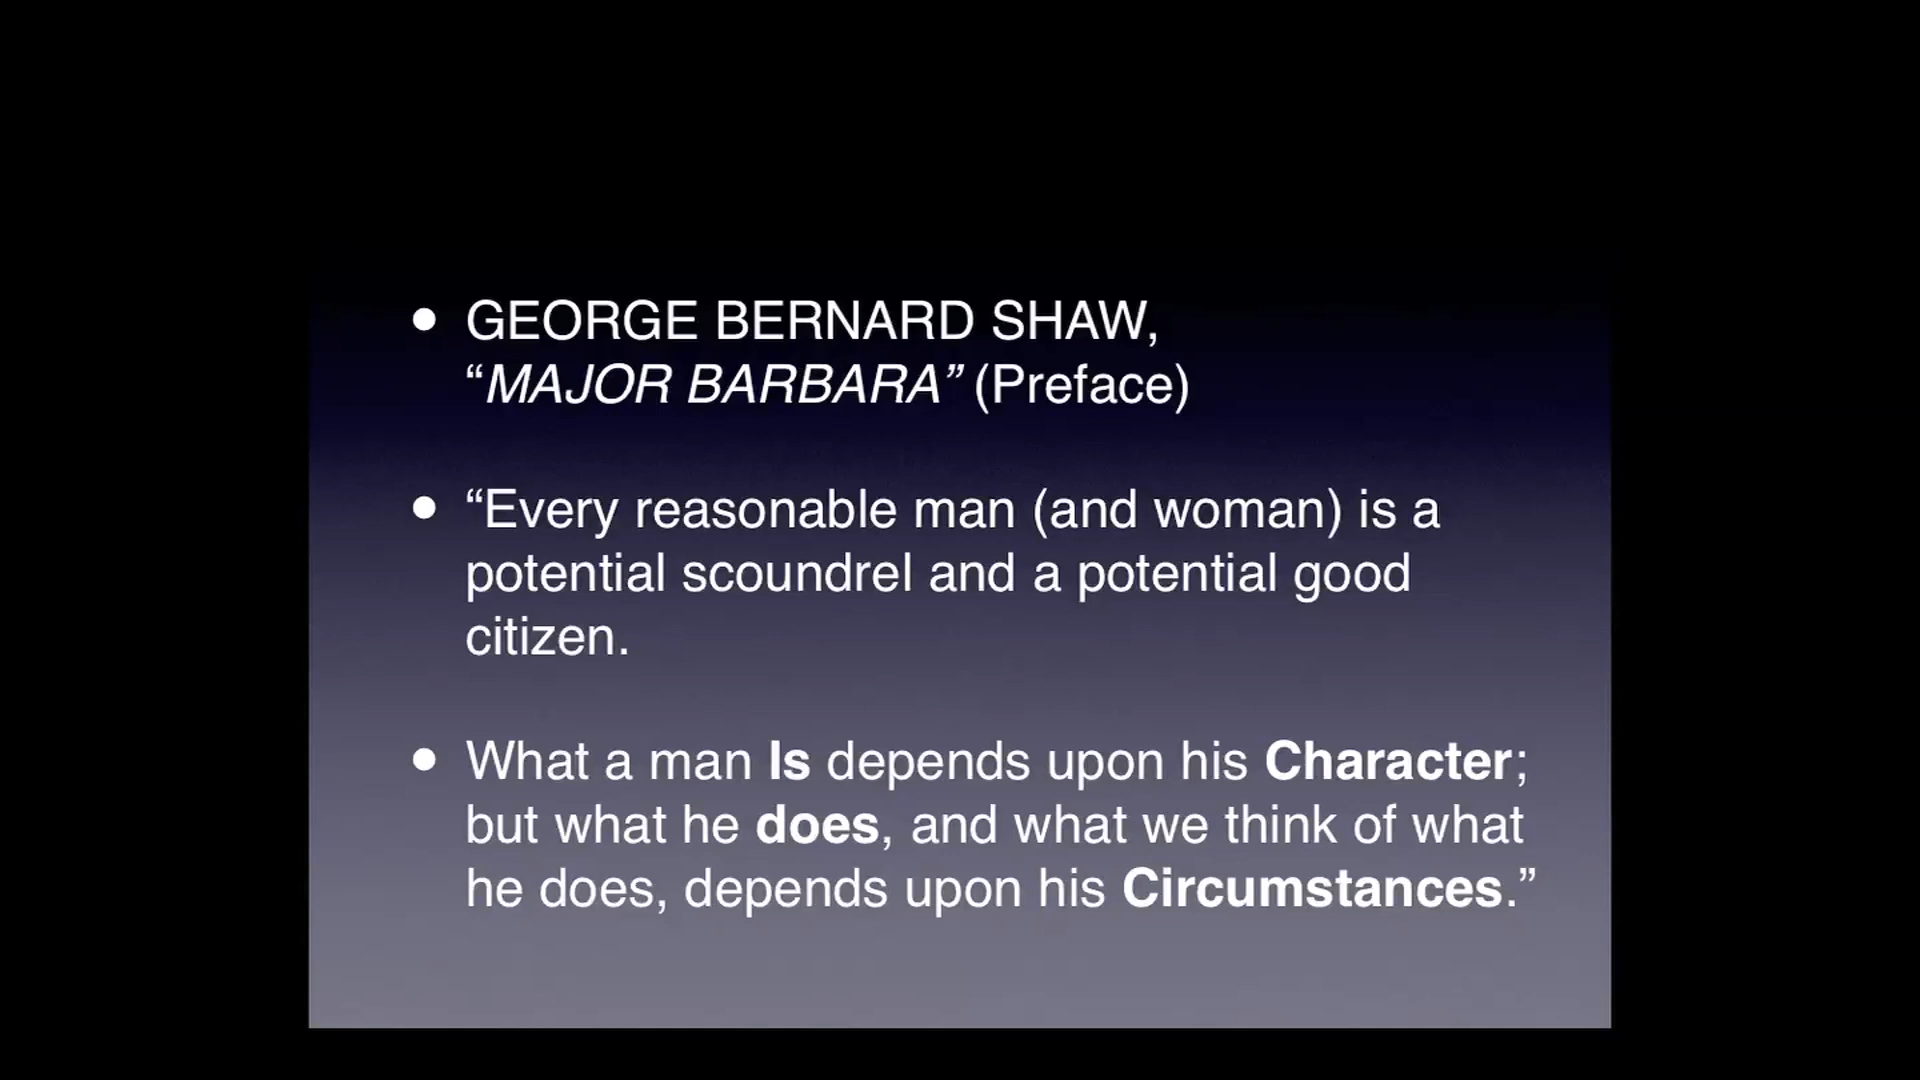 • GEORGE BERNARD SHAW,
“MAJOR BARBARA” (Preface)
• “Every reasonable man (and woman) is a
potential scoundrel and a potential good
citizen.
• What a man Is depends upon his Character;
but what he does, and what we think of what
he does, depends upon his Circumstances.”